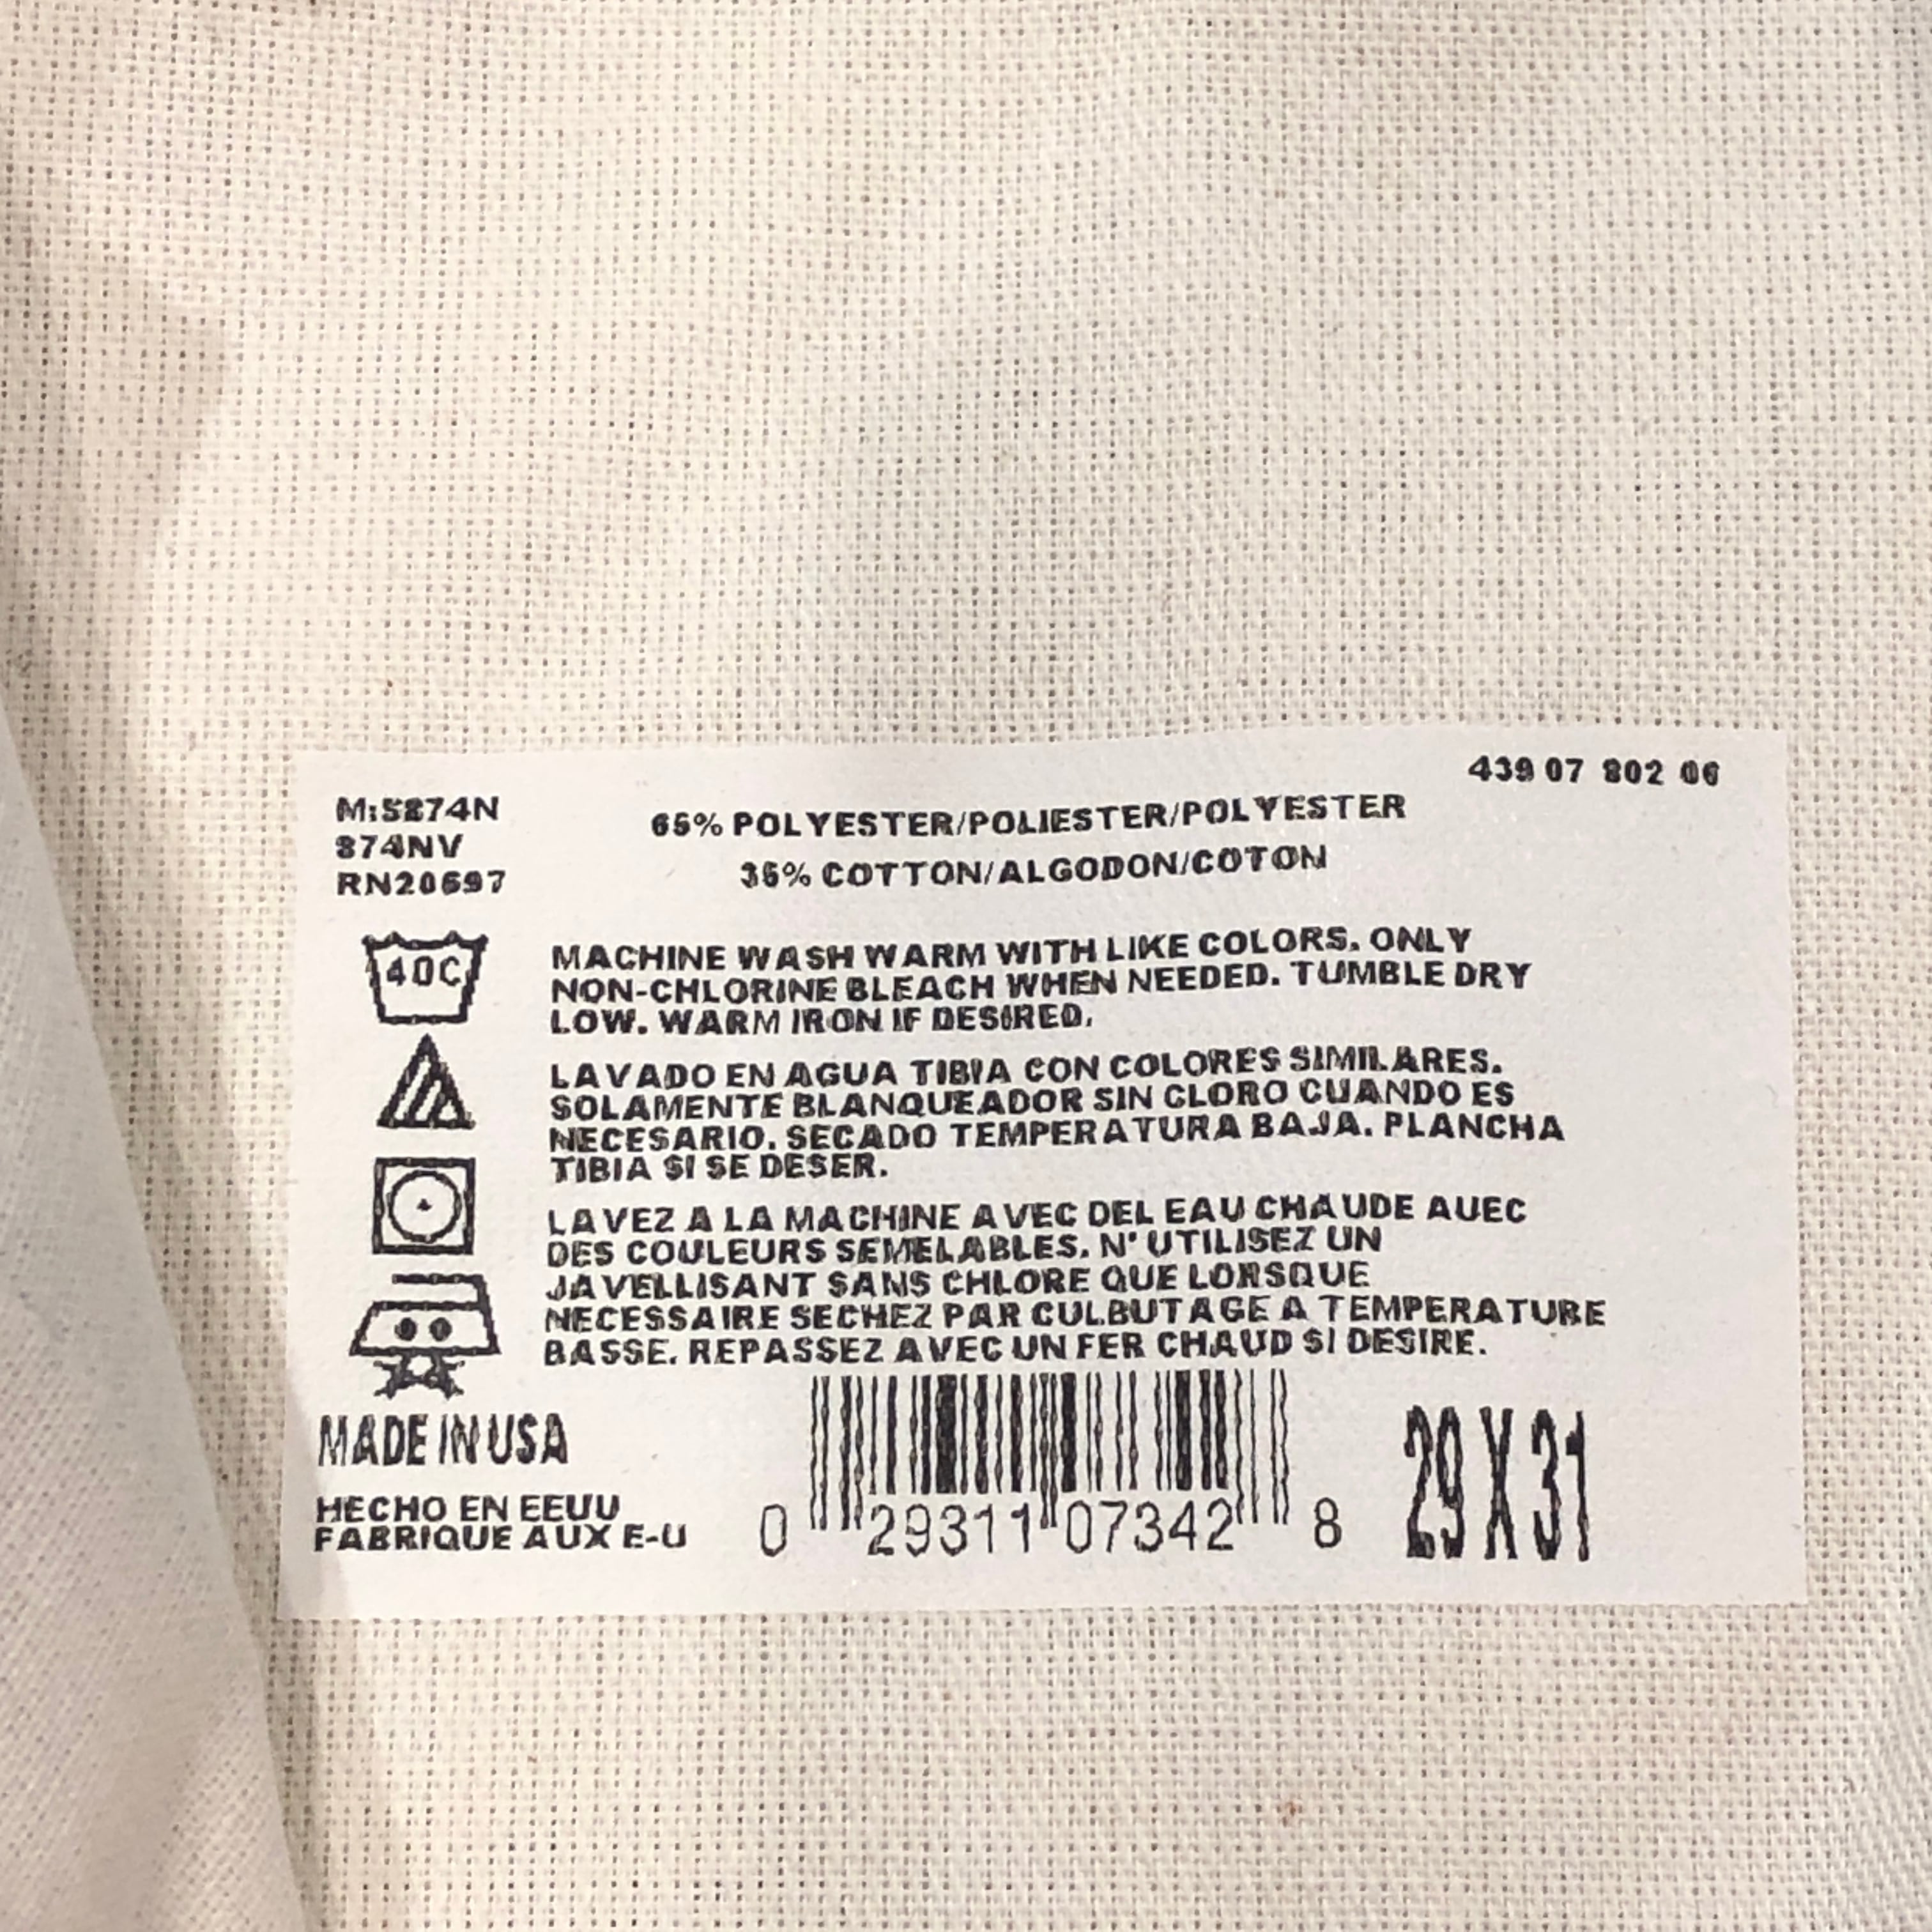 439 07 802 06
M:5874N
874NV
RN20697
65% POLYESTER/POLIESTER/POLYESTER
35% COTTON/ALGODON/COTON
40C
MACHINE WASH WARM WITH LIKE COLORS. ONLY
NON-CHLORINE BLEACH WHEN NEEDED. TUMBLE DRY
LOW. WARM IRON IF DESIRED.
LAVADO EN AGUA TIBIA CON COLORES SIMILARES.
SOLAMENTE BLANQUEADOR SIN CLORO CUANDO ES
NECESARIO. SECADO TEMPERATURA BAJA. PLANCHA
TIBIA SI SE DESER.
LAVEZ A LA MACHINE AVEC DEL EAU CHAUDE AUEC
DES COULEURS SEMELABLES. N' UTILISEZ UN
JAVELLISANT SANS CHLORE QUE LORSQUE
NECESSAIRE SECHEZ PAR CULBUTAGE A TEMPERATURE
BASSE. REPASSEZ AVEC UN FER CHAUD SI DESIRE.
MADE IN USA
HECHO EN EEUU
FABRIQUE AUX E-U
0 29311 07342 8
29 X 31